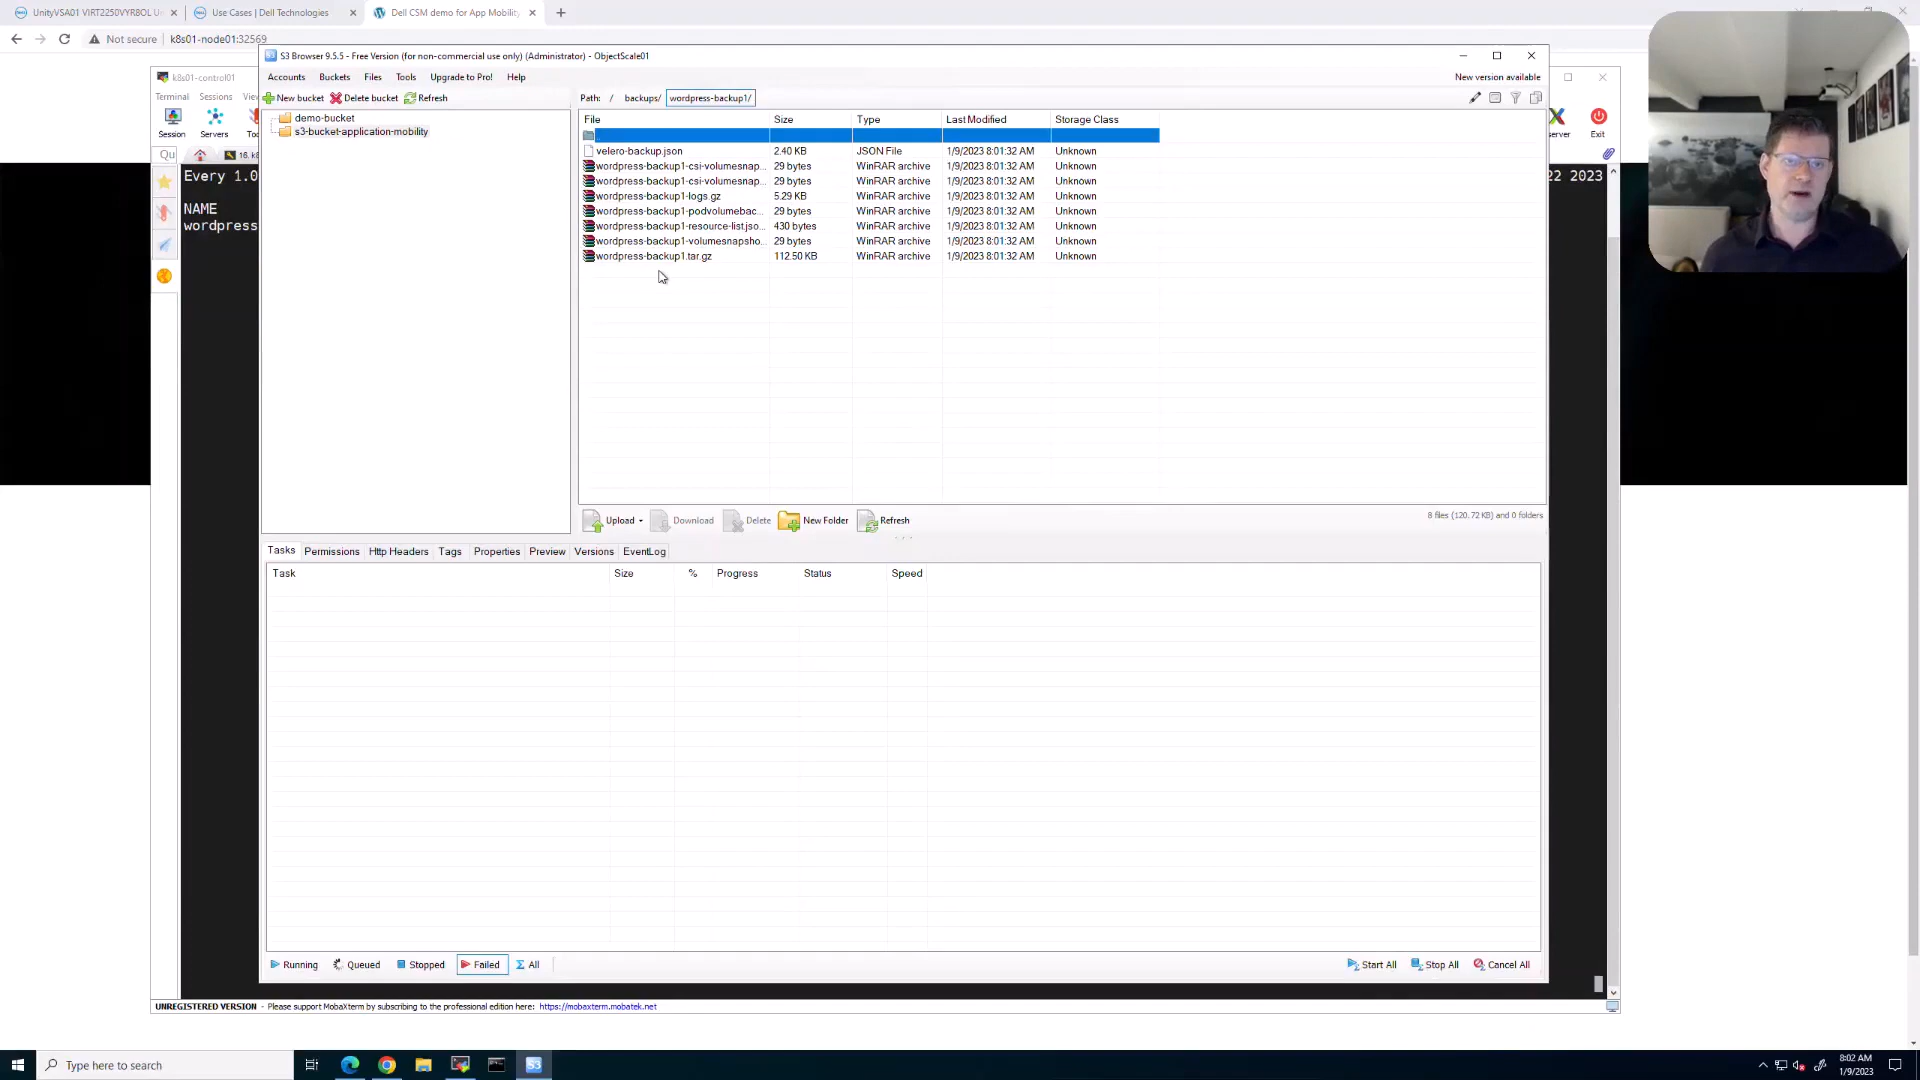 UnityVSA01 VIRT2250VYR8OL Un
Use Cases | Dell Technologies
Dell CSM demo for App Mobility
Not secure
k8s01-node01:32569
k8s01-control01
Terminal
Sessions
Session
Servers
Qu
Every 1.0
22 2023
NAME
wordpress
Exit
S3 Browser 9.5.5 - Free Version (for non-commercial use only) (Administrator) - ObjectScale01
Accounts
Buckets
Files
Tools
Upgrade to Pro!
Help
New version available
New bucket
Delete bucket
Refresh
demo-bucket
s3-bucket-application-mobility
Path: / backups/ wordpress-backup1/
File Size Type Last Modified Storage Class
..
velero-backup.json 2.40 KB JSON File 1/9/2023 8:01:32 AM Unknown
wordpress-backup1-csi-volumesnap... 29 bytes WinRAR archive 1/9/2023 8:01:32 AM Unknown
wordpress-backup1-csi-volumesnap... 29 bytes WinRAR archive 1/9/2023 8:01:32 AM Unknown
wordpress-backup1-logs.gz 5.29 KB WinRAR archive 1/9/2023 8:01:32 AM Unknown
wordpress-backup1-podvolumebac... 29 bytes WinRAR archive 1/9/2023 8:01:32 AM Unknown
wordpress-backup1-resource-list.jso... 430 bytes WinRAR archive 1/9/2023 8:01:32 AM Unknown
wordpress-backup1-volumesnapsho... 29 bytes WinRAR archive 1/9/2023 8:01:32 AM Unknown
wordpress-backup1.tar.gz 112.50 KB WinRAR archive 1/9/2023 8:01:32 AM Unknown
Upload
Download
Delete
New Folder
Refresh
8 files (120.72 KB) and 0 folders
Tasks
Permissions
Http Headers
Tags
Properties
Preview
Versions
EventLog
Task Size % Progress Status Speed
Running
Queued
Stopped
Failed
All
Start All
Stop All
Cancel All
UNREGISTERED VERSION - Please support MobaXterm by subscribing to the professional edition here: https://mobaxterm.mobatek.net
Type here to search
S3
8:02 AM
1/9/2023